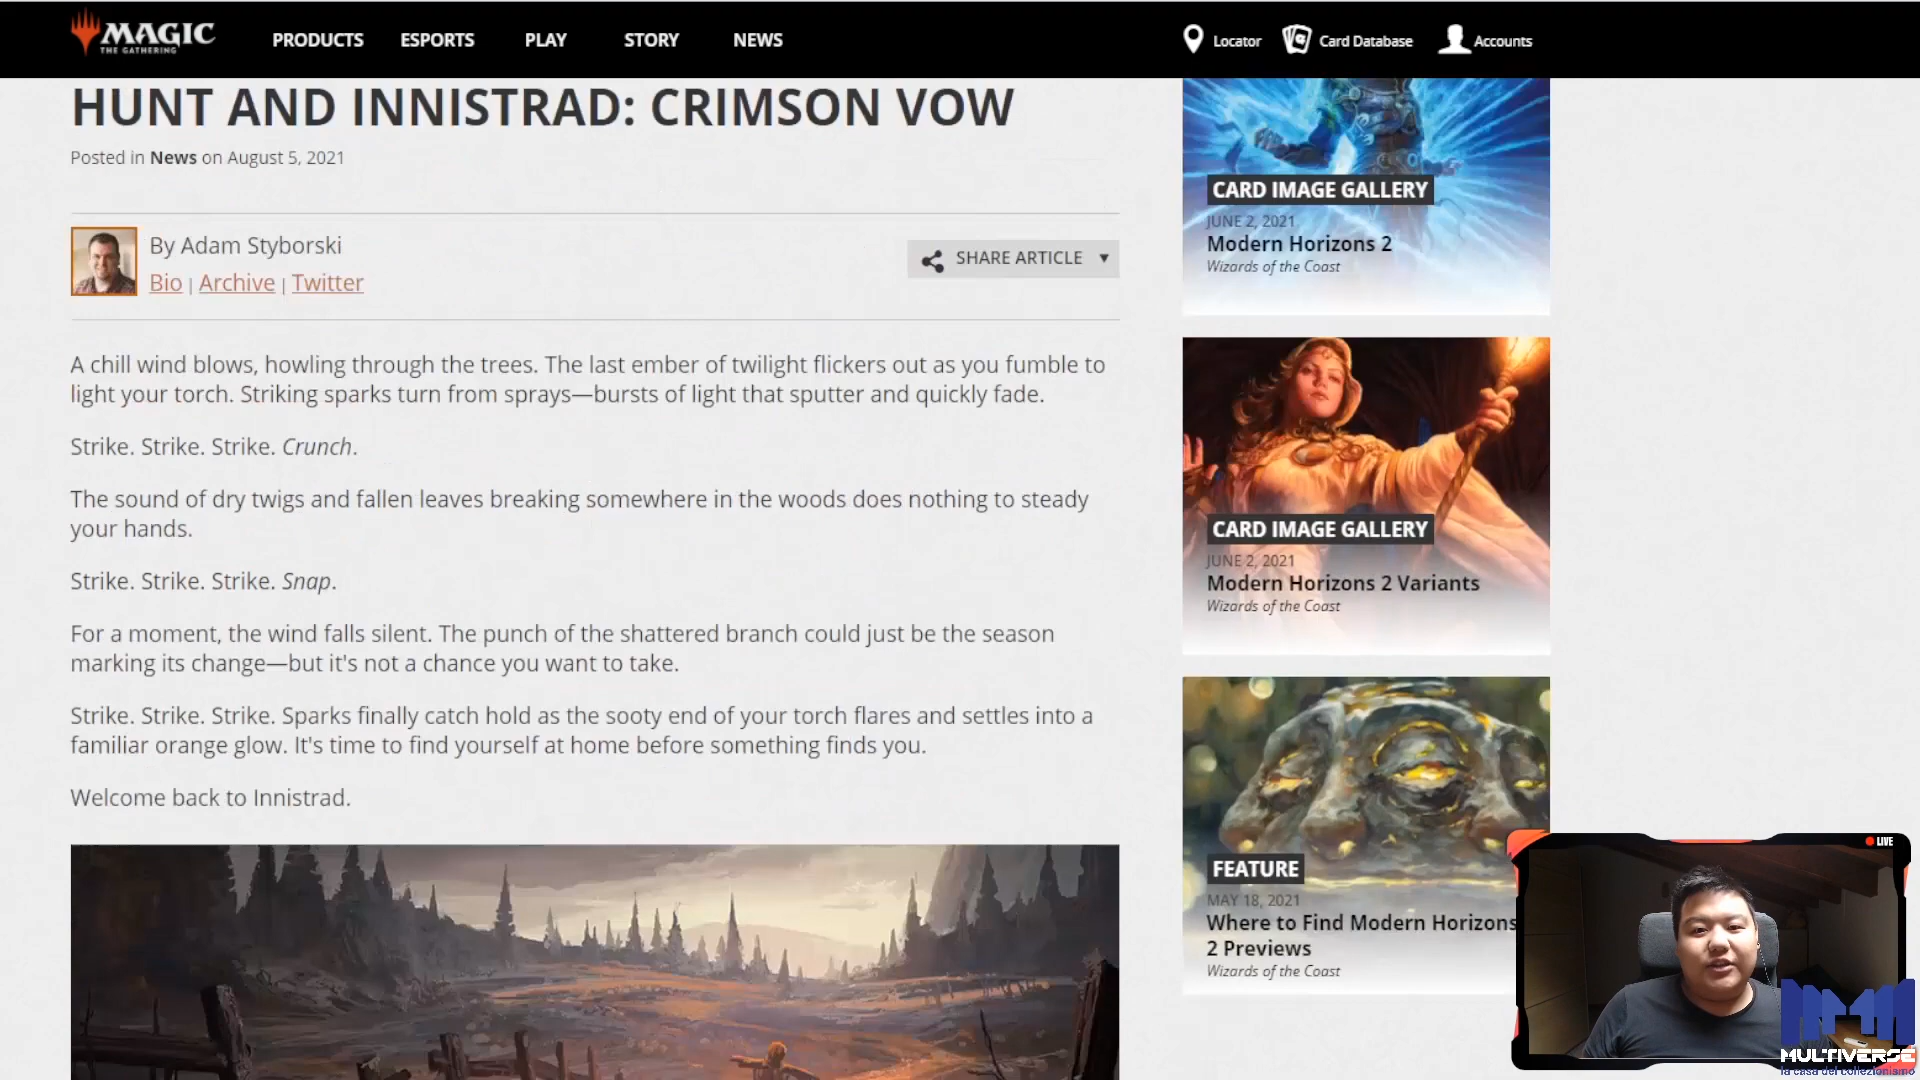 MAGIC
THE GATHERING
PRODUCTS
ESPORTS
PLAY
STORY
NEWS
Locator
Card Database
Accounts
HUNT AND INNISTRAD: CRIMSON VOW
Posted in News on August 5, 2021
By Adam Styborski
Bio | Archive | Twitter
SHARE ARTICLE
A chill wind blows, howling through the trees. The last ember of twilight flickers out as you fumble to
light your torch. Striking sparks turn from sprays—bursts of light that sputter and quickly fade.
Strike. Strike. Strike. Crunch.
The sound of dry twigs and fallen leaves breaking somewhere in the woods does nothing to steady
your hands.
Strike. Strike. Strike. Snap.
For a moment, the wind falls silent. The punch of the shattered branch could just be the season
marking its change—but it's not a chance you want to take.
Strike. Strike. Strike. Sparks finally catch hold as the sooty end of your torch flares and settles into a
familiar orange glow. It's time to find yourself at home before something finds you.
Welcome back to Innistrad.
CARD IMAGE GALLERY
JUNE 2, 2021
Modern Horizons 2
Wizards of the Coast
CARD IMAGE GALLERY
JUNE 2, 2021
Modern Horizons 2 Variants
Wizards of the Coast
FEATURE
MAY 18, 2021
Where to Find Modern Horizons
2 Previews
Wizards of the Coast
LIVE
MULTIVERSE
la casa del collezionismo